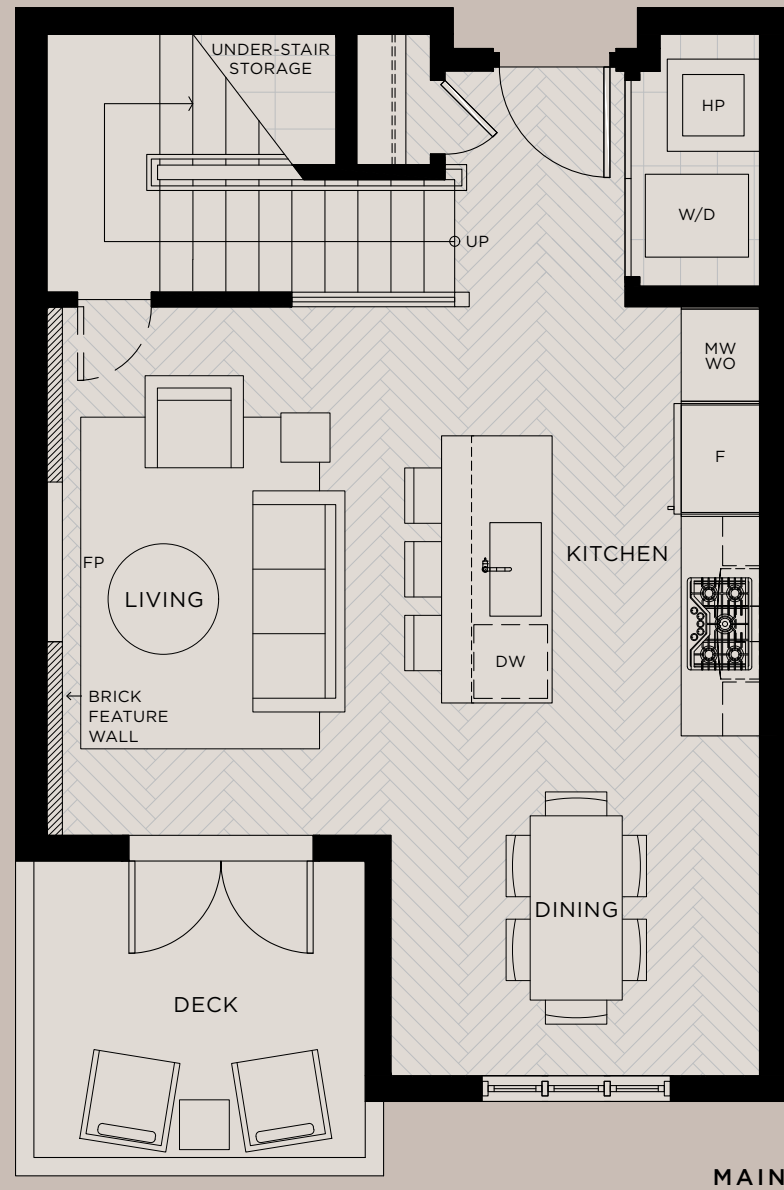 UNDER-STAIR
STORAGE
HP
W/D
UP
MW
WO
F
KITCHEN
FP
LIVING
DW
BRICK
FEATURE
WALL
DINING
DECK
MAIN